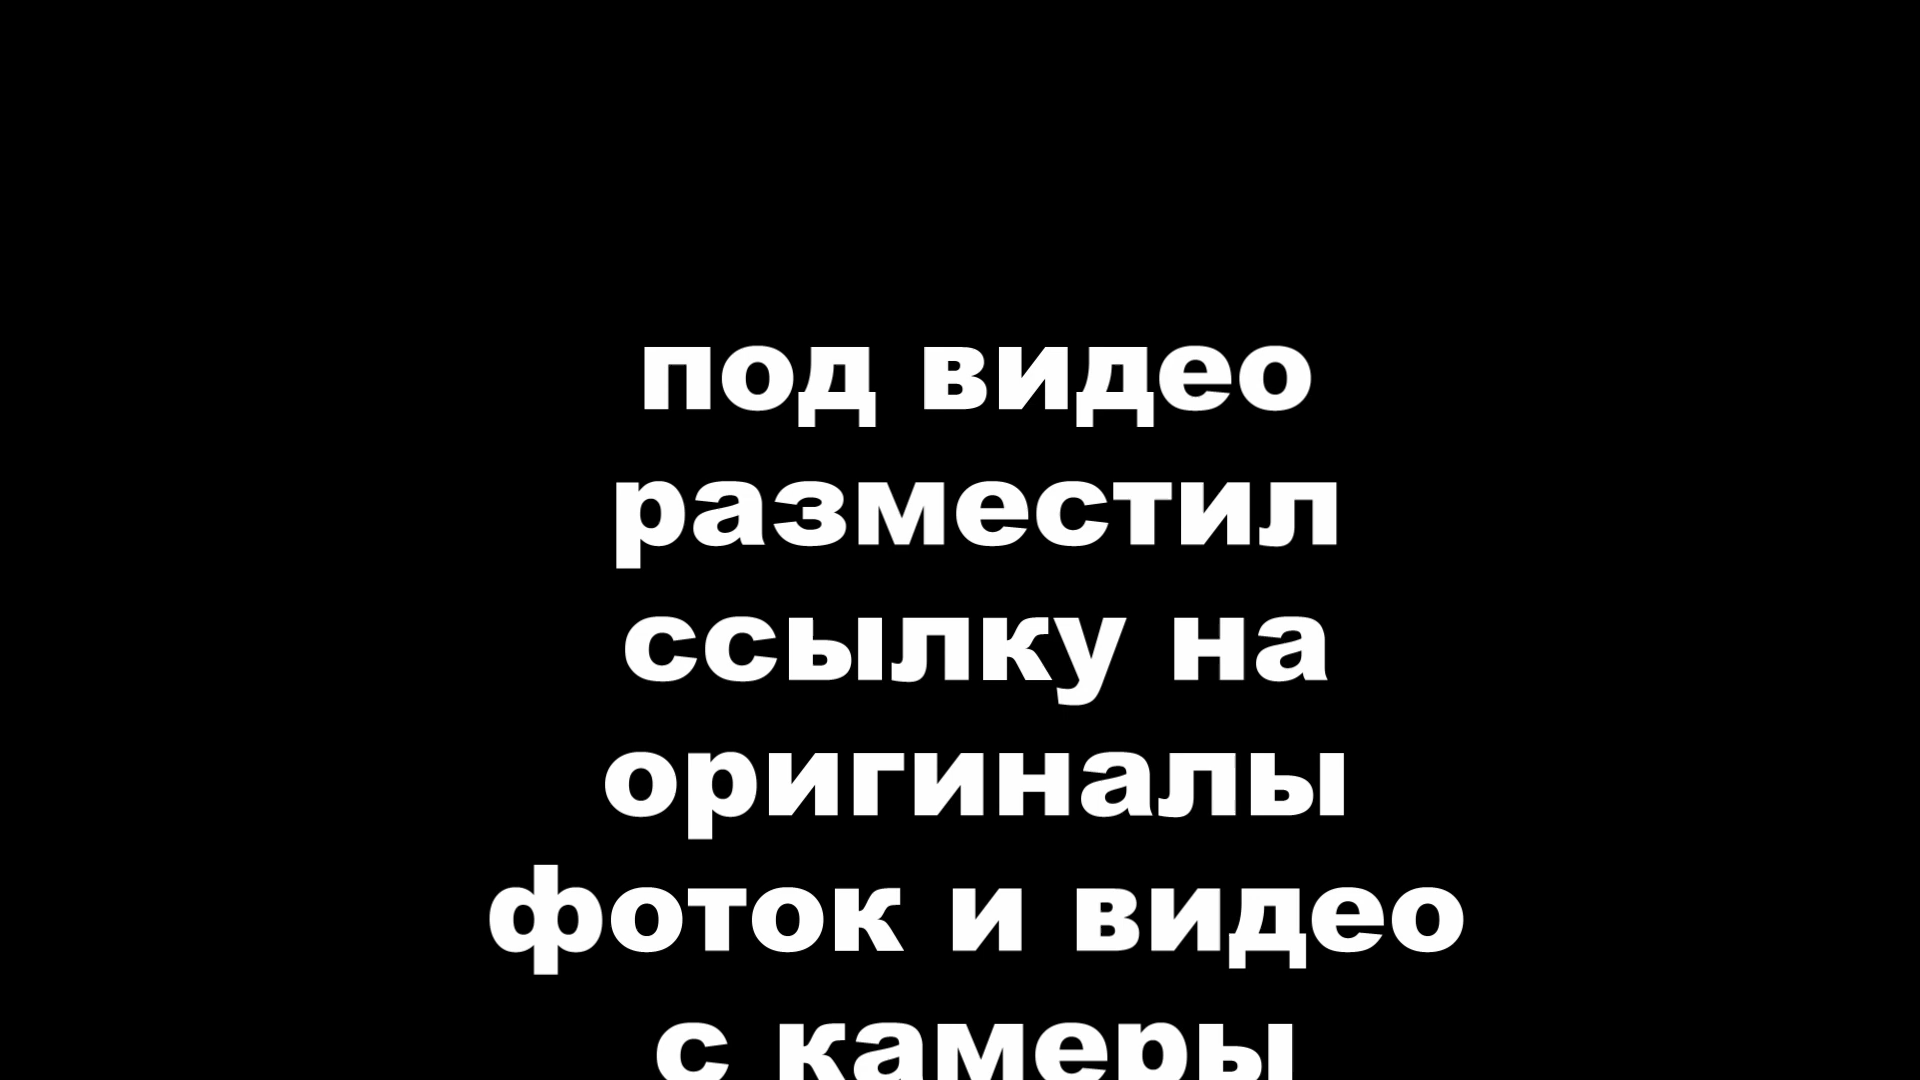 под видео
разместил
ссылку на
оригиналы
фоток и видео
с камеры